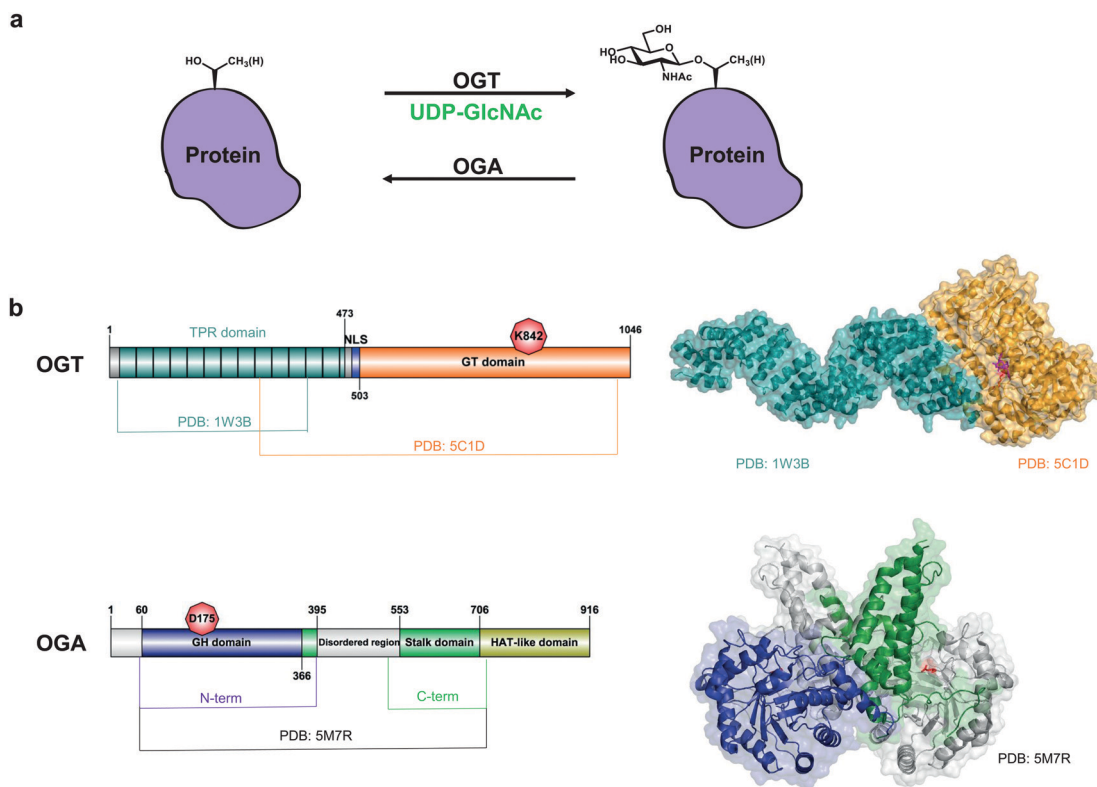 a
HO
CH₃(H)
Protein
OGT
UDP-GlcNAc
OGA
OH
HO
HO
O
O
NHAc
CH₃(H)
Protein
b
OGT
1
TPR domain
473
NLS
K842
1046
GT domain
503
PDB: 1W3B
PDB: 5C1D
PDB: 1W3B
PDB: 5C1D
OGA
1
60
D175
395
553
706
916
GH domain
Disordered region
Stalk domain
HAT-like domain
366
N-term
C-term
PDB: 5M7R
PDB: 5M7R